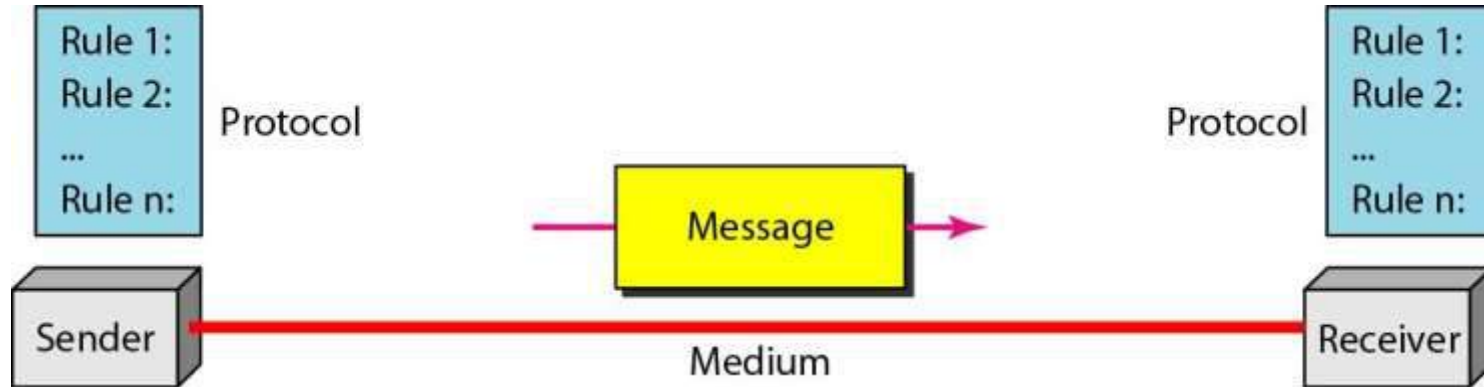 Rule 1:
Rule 2:
...
Rule n:
Protocol
Message
Protocol
Rule 1:
Rule 2:
...
Rule n:
Sender
Medium
Receiver